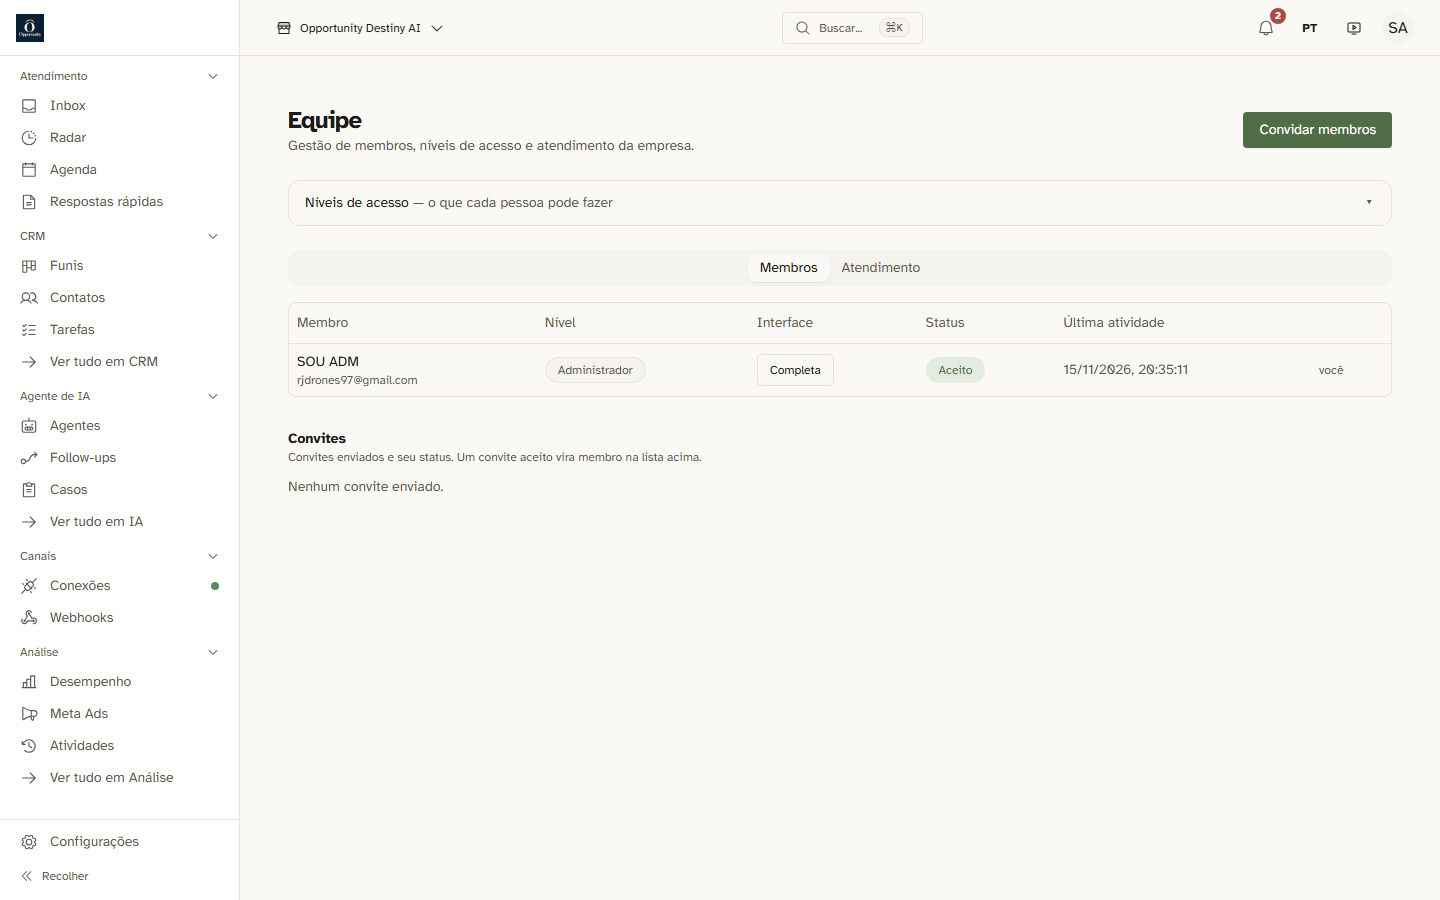 Opportunity
Opportunity Destiny AI
Buscar...
⌘K
2
PT
SA
Atendimento
Inbox
Radar
Agenda
Respostas rápidas
CRM
Funis
Contatos
Tarefas
Ver tudo em CRM
Agente de IA
Agentes
Follow-ups
Casos
Ver tudo em IA
Canais
Conexões
Webhooks
Análise
Desempenho
Meta Ads
Atividades
Ver tudo em Análise
Configurações
Recolher
Equipe
Gestão de membros, níveis de acesso e atendimento da empresa.
Convidar membros
Níveis de acesso — o que cada pessoa pode fazer
Membros Atendimento
Membro Nível Interface Status Última atividade
SOU ADM
rjdrones97@gmail.com
Administrador Completa Aceito 15/11/2026, 20:35:11 você
Convites
Convites enviados e seu status. Um convite aceito vira membro na lista acima.
Nenhum convite enviado.